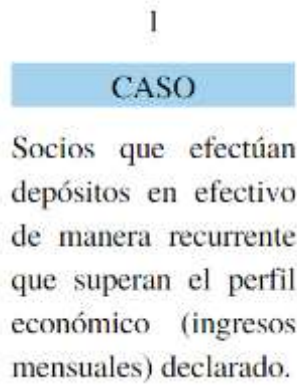 1
CASO
Socios que efectúan
depósitos en efectivo
de manera recurrente
que superan el perfil
económico (ingresos
mensuales) declarado.